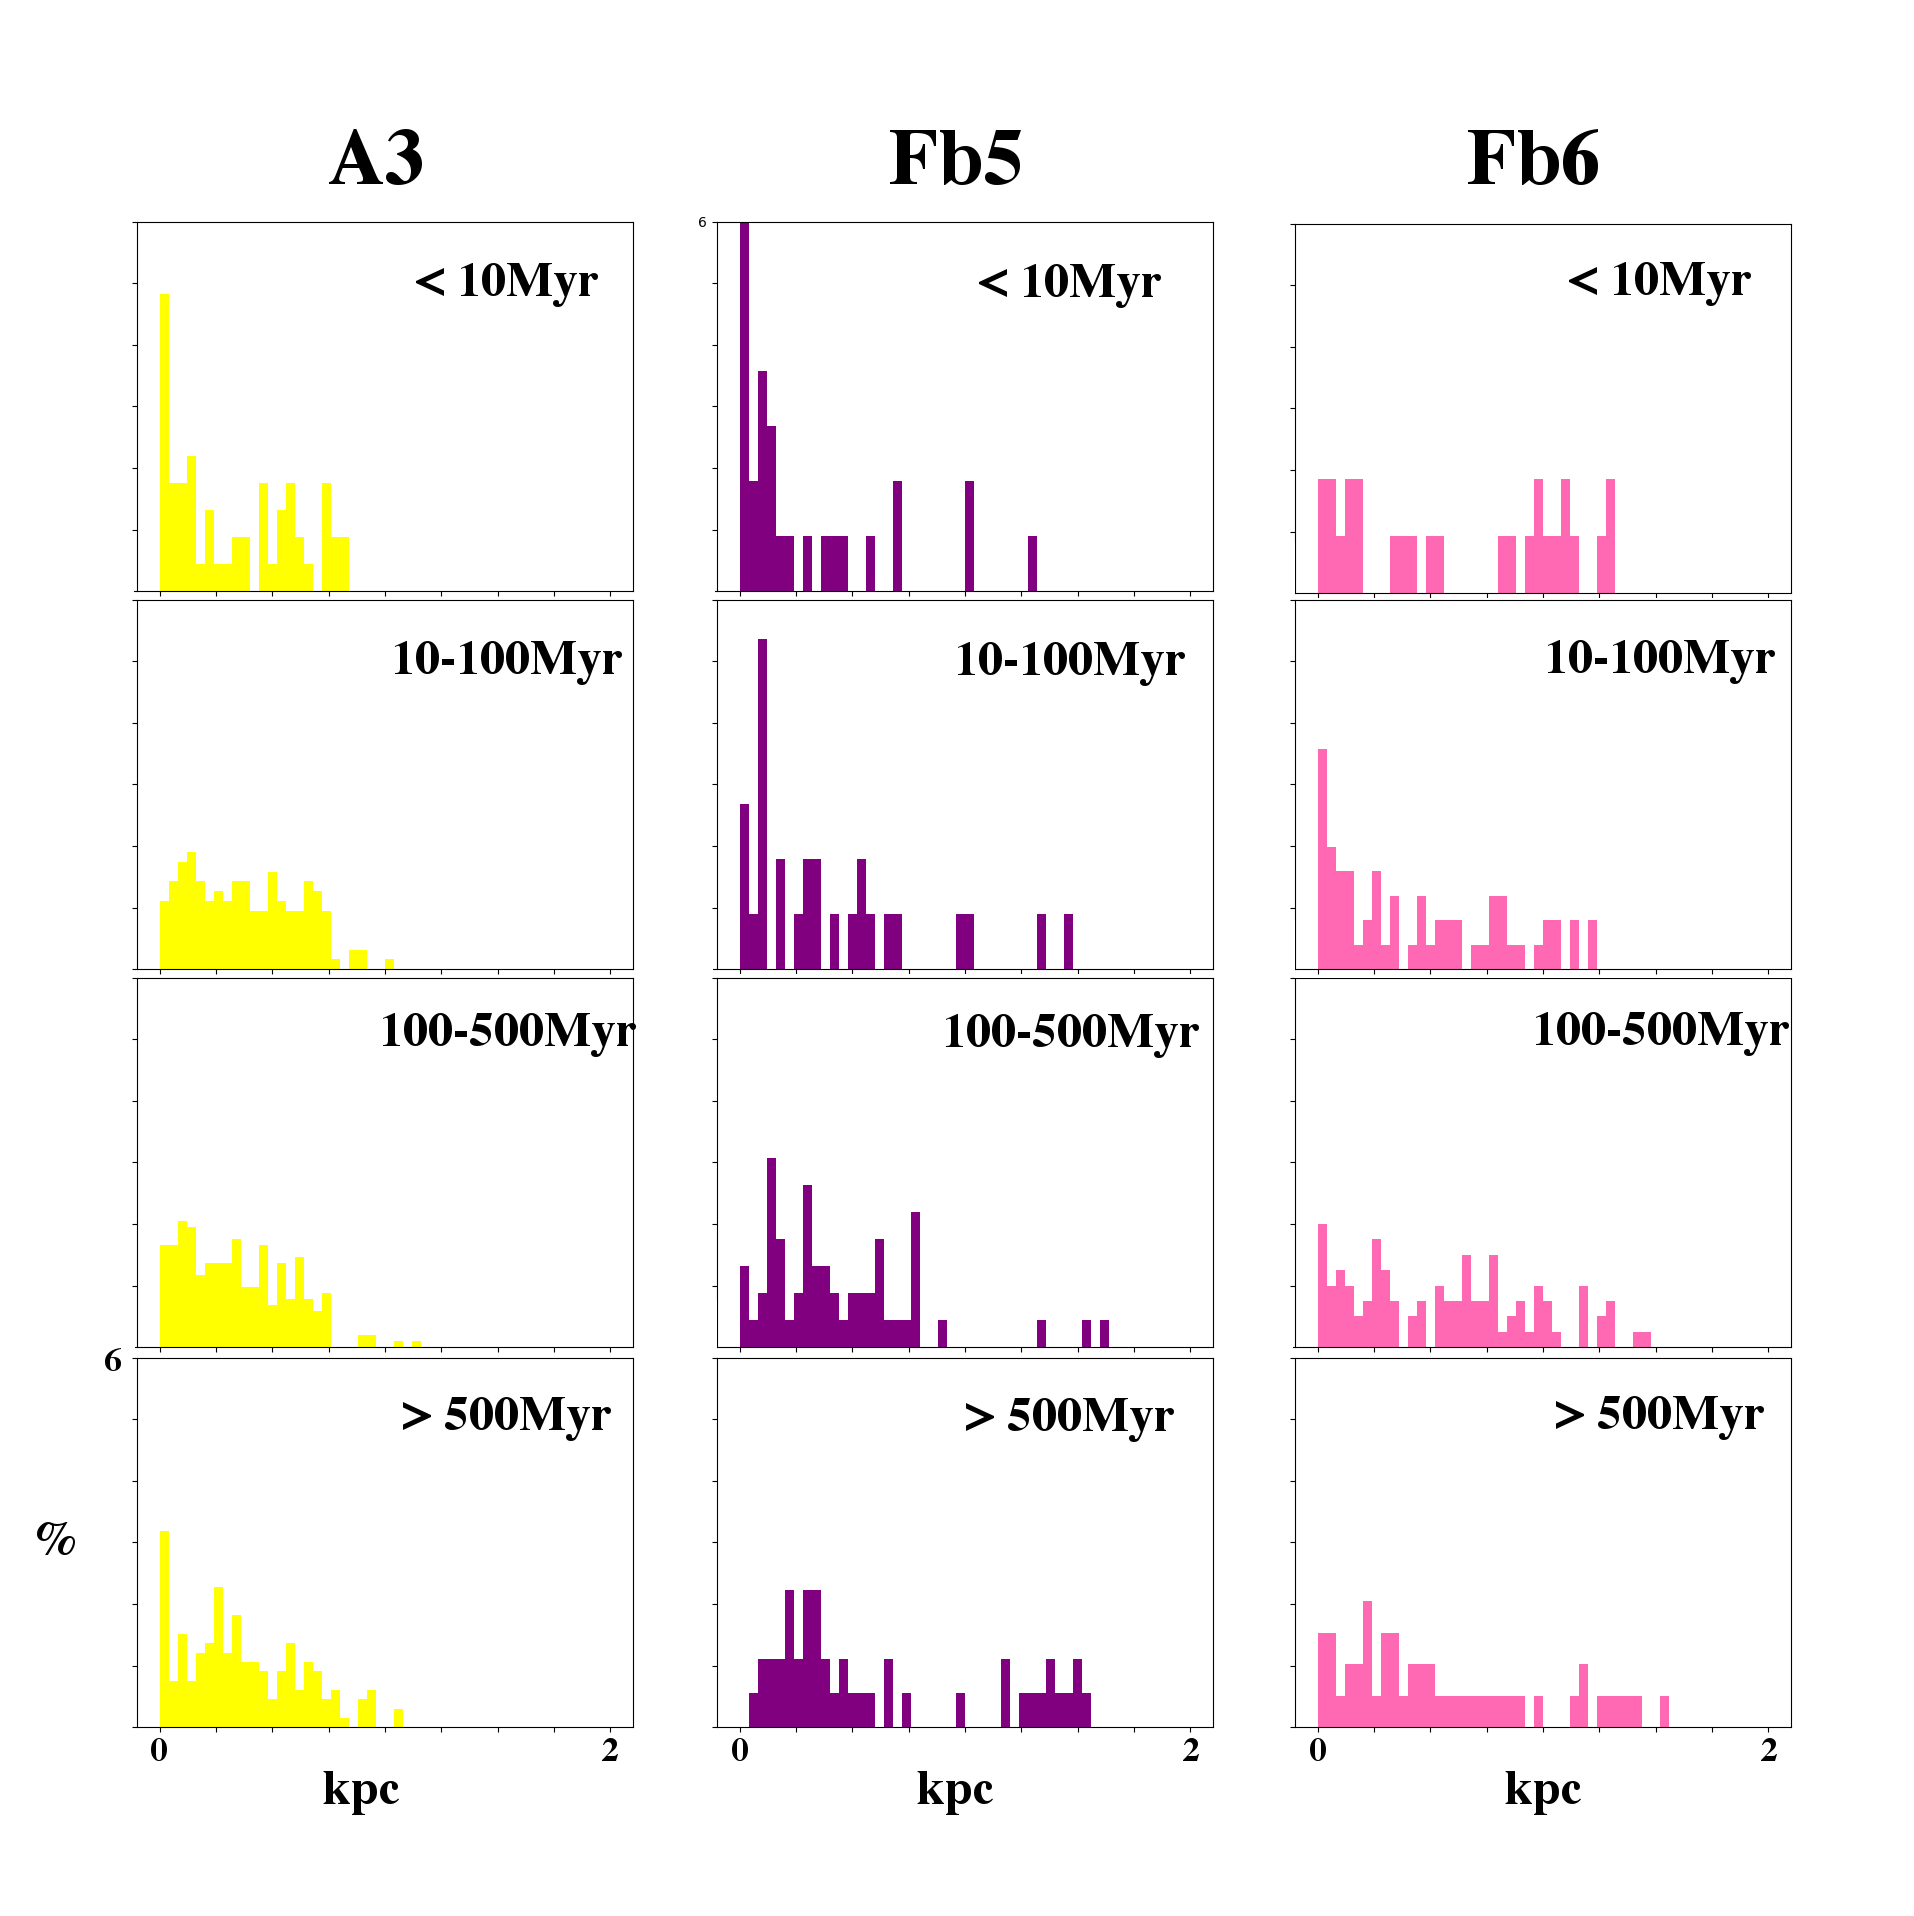 A3 Fb5 Fb6
6
< 10Myr < 10Myr < 10Myr
10-100Myr 10-100Myr 10-100Myr
100-500Myr 100-500Myr 100-500Myr
6
> 500Myr > 500Myr > 500Myr
%
0 2 0 2 0 2
kpc kpc kpc